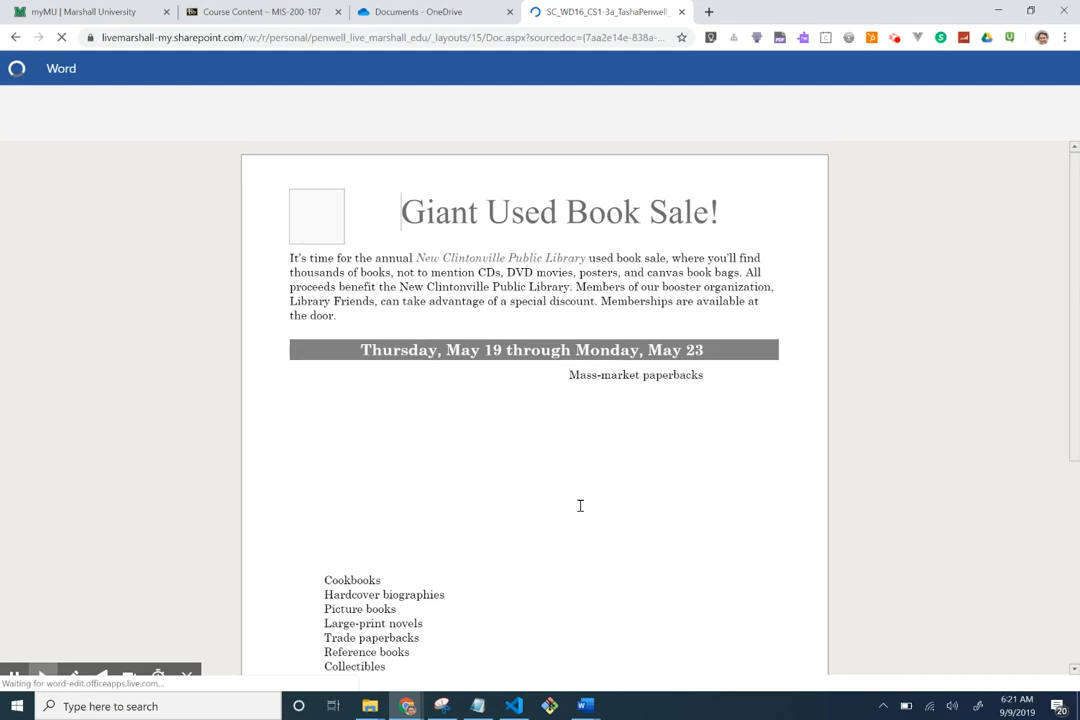 myMU | Marshall University
Course Content – MIS-200-107
Documents - OneDrive
SC_WD16_CS1-3a_TashaPenwell_
livemarshall-my.sharepoint.com/:w:/r/personal/penwell_live_marshall_edu/_layouts/15/Doc.aspx?sourcedoc={7aa2e14e-838a-...
Word
Giant Used Book Sale!
It's time for the annual New Clintonville Public Library used book sale, where you'll find
thousands of books, not to mention CDs, DVD movies, posters, and canvas book bags. All
proceeds benefit the New Clintonville Public Library. Members of our booster organization,
Library Friends, can take advantage of a special discount. Memberships are available at
the door.
Thursday, May 19 through Monday, May 23
Mass-market paperbacks
Cookbooks
Hardcover biographies
Picture books
Large-print novels
Trade paperbacks
Reference books
Collectibles
Waiting for word-edit.officeapps.live.com...
Type here to search
6:21 AM
9/9/2019
20